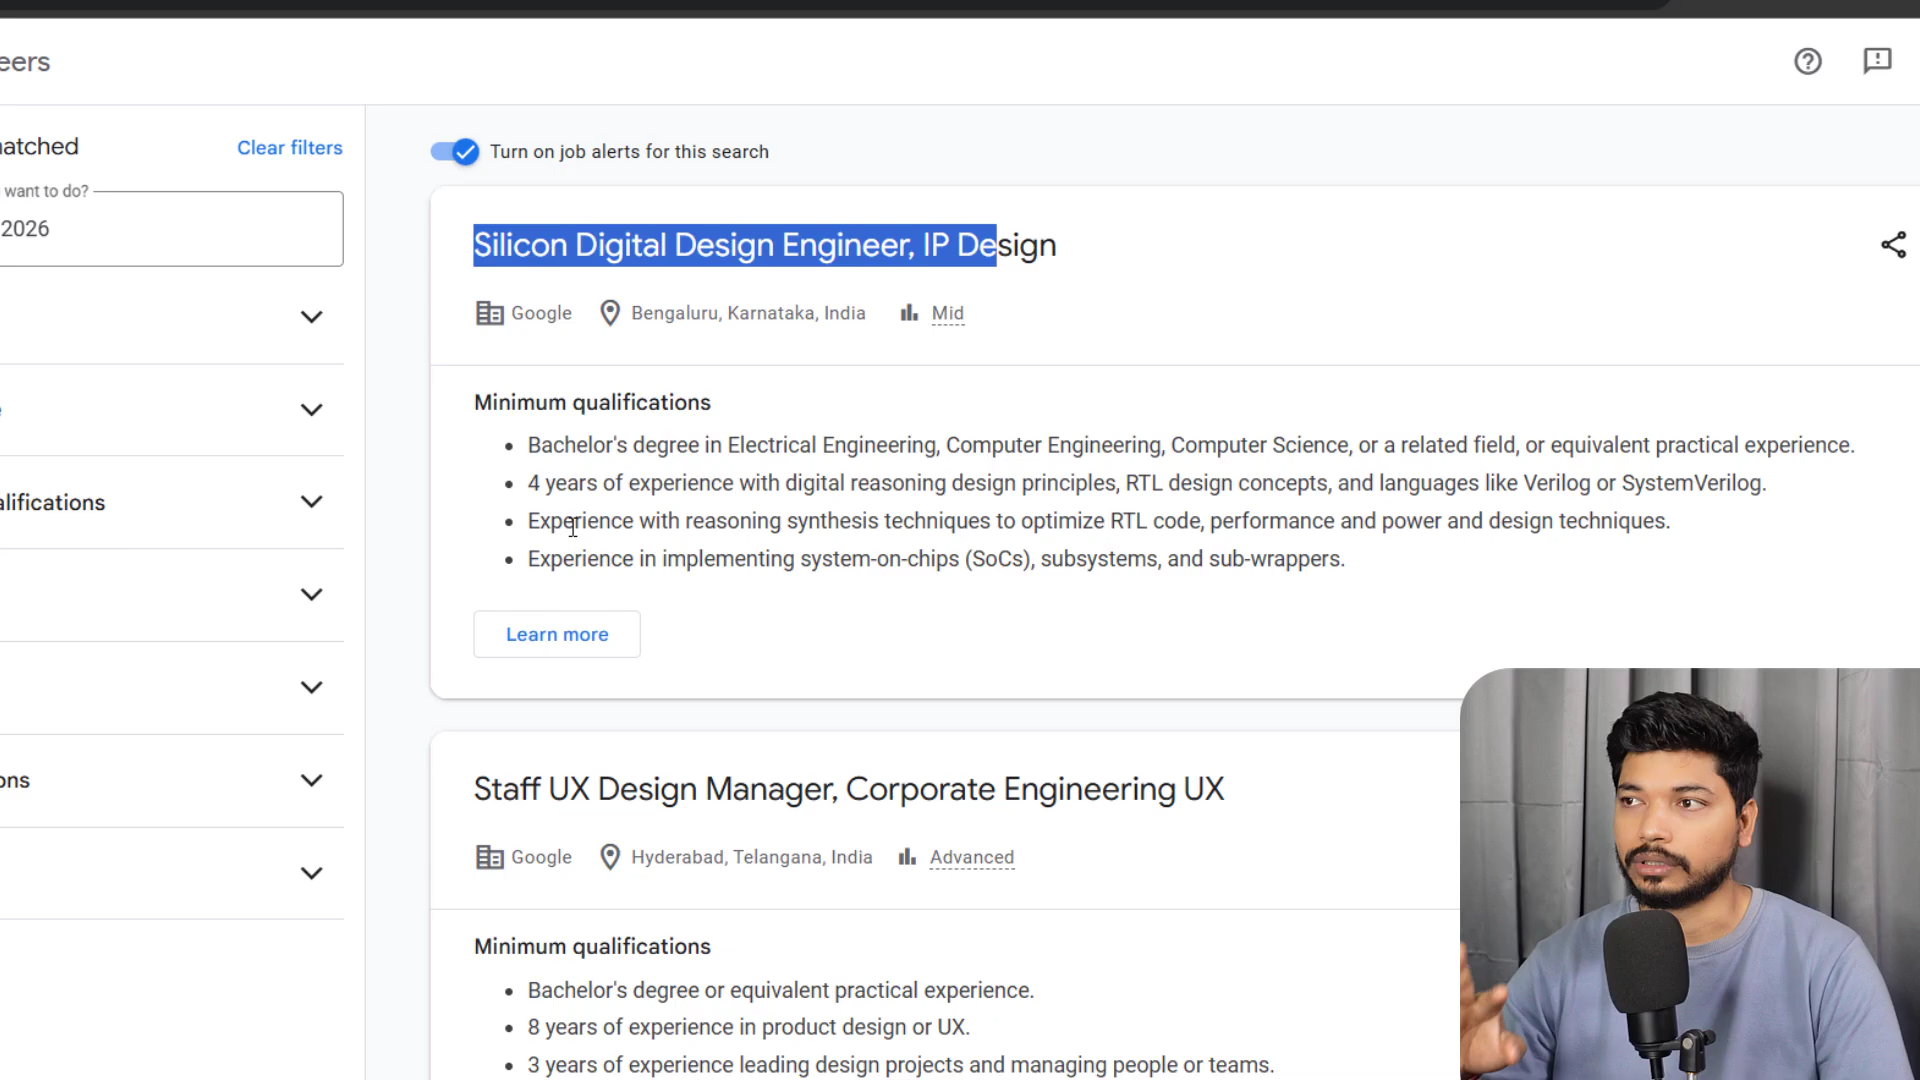 eers
atched
Clear filters
want to do?
2026
alifications
ons
Turn on job alerts for this search
Silicon Digital Design Engineer, IP Design
Google Bengaluru, Karnataka, India Mid
Minimum qualifications
• Bachelor's degree in Electrical Engineering, Computer Engineering, Computer Science, or a related field, or equivalent practical experience.
• 4 years of experience with digital reasoning design principles, RTL design concepts, and languages like Verilog or SystemVerilog.
• Experience with reasoning synthesis techniques to optimize RTL code, performance and power and design techniques.
• Experience in implementing system-on-chips (SoCs), subsystems, and sub-wrappers.
Learn more
Staff UX Design Manager, Corporate Engineering UX
Google Hyderabad, Telangana, India Advanced
Minimum qualifications
• Bachelor's degree or equivalent practical experience.
• 8 years of experience in product design or UX.
• 3 years of experience leading design projects and managing people or teams.